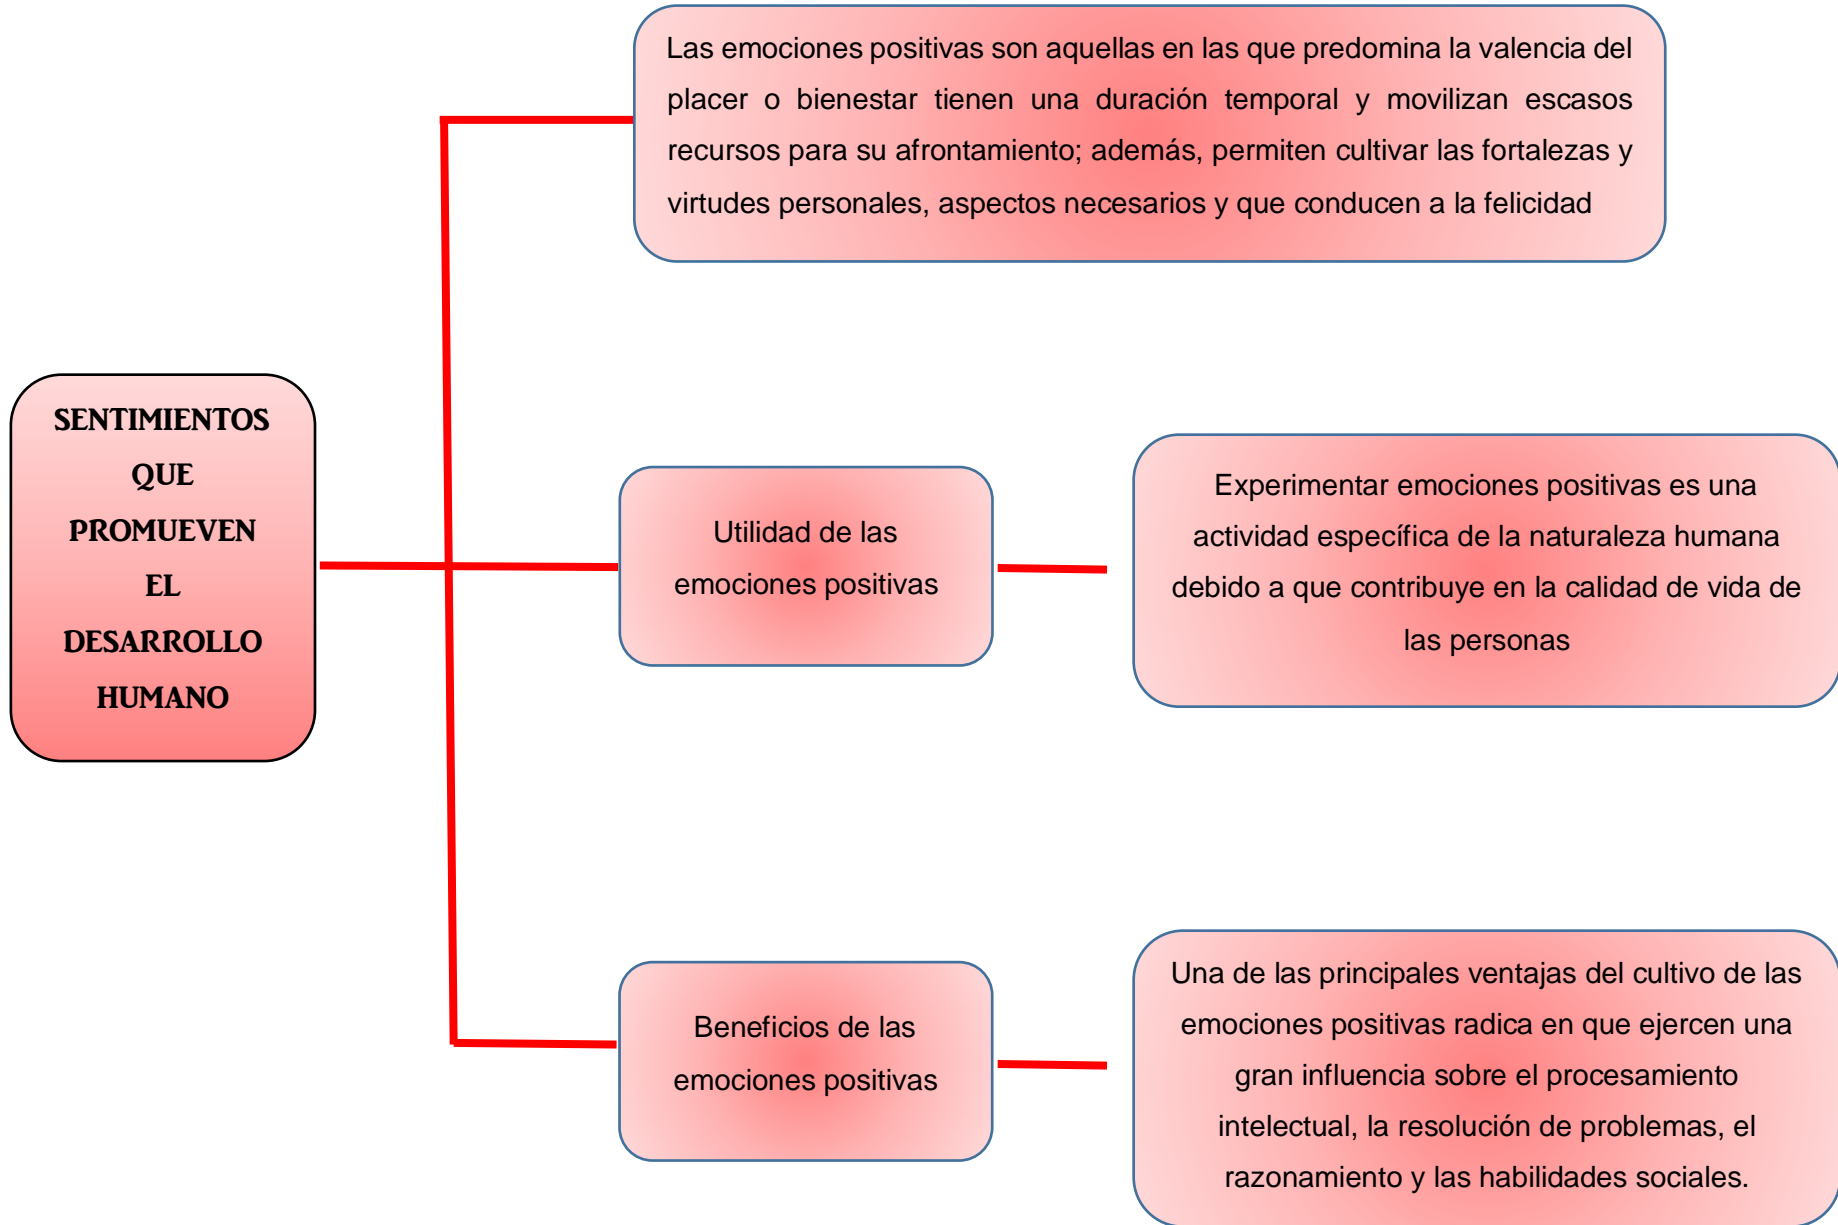 Las emociones positivas son aquellas en las que predomina la valencia del
placer o bienestar tienen una duración temporal y movilizan escasos
recursos para su afrontamiento; además, permiten cultivar las fortalezas y
virtudes personales, aspectos necesarios y que conducen a la felicidad
SENTIMIENTOS
QUE
PROMUEVEN
EL
DESARROLLO
HUMANO
Utilidad de las
emociones positivas
Experimentar emociones positivas es una
actividad específica de la naturaleza humana
debido a que contribuye en la calidad de vida de
las personas
Beneficios de las
emociones positivas
Una de las principales ventajas del cultivo de las
emociones positivas radica en que ejercen una
gran influencia sobre el procesamiento
intelectual, la resolución de problemas, el
razonamiento y las habilidades sociales.